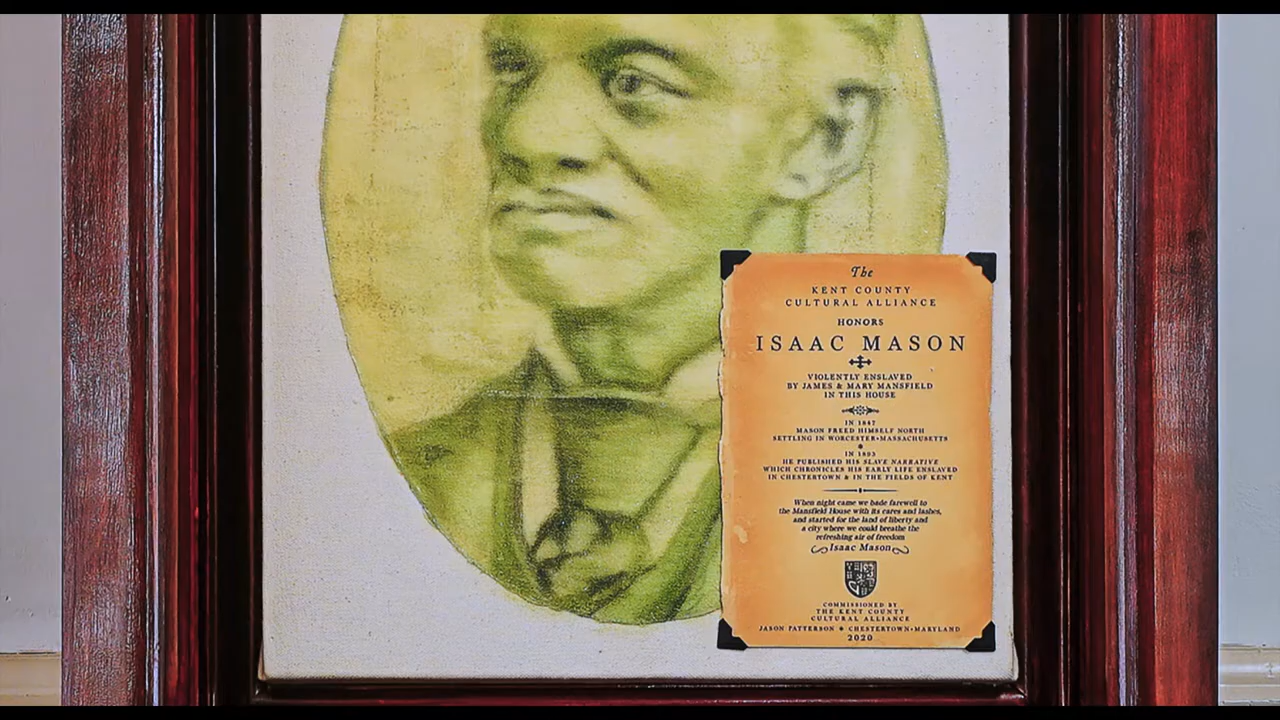 The
KENT COUNTY
CULTURAL ALLIANCE
HONORS
ISAAC MASON
VIOLENTLY ENSLAVED
BY JAMES & MARY MANSFIELD
IN THIS HOUSE
IN 1847
MASON FREED HIMSELF NORTH
SETTLING IN WORCESTER•MASSACHUSETTS
IN 1893
HE PUBLISHED HIS SLAVE NARRATIVE
WHICH CHRONICLES HIS EARLY LIFE ENSLAVED
IN CHESTERTOWN & IN THE FIELDS OF KENT
When night came we bade farewell to
the Mansfield House with its cares and lashes,
and started for the land of liberty and
a city where we could breathe the
refreshing air of freedom
Isaac Mason
COMMISSIONED BY
THE KENT COUNTY
CULTURAL ALLIANCE
JASON PATTERSON • CHESTERTOWN•MARYLAND
2020